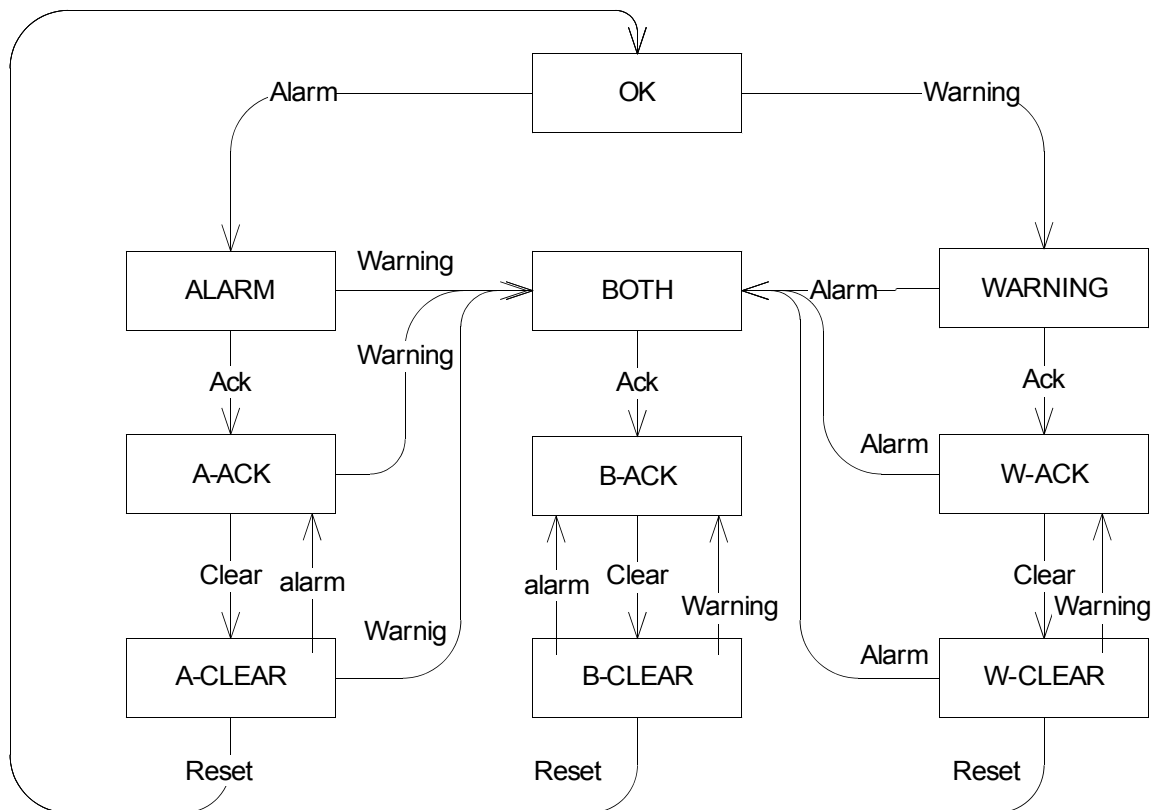 OK
Alarm
Warning
ALARM
Warning
BOTH
Alarm
WARNING
Warning
Ack
Ack
Ack
A-ACK
B-ACK
Alarm
W-ACK
Clear
alarm
alarm
Clear
Warning
Clear
Warning
Warnig
Alarm
A-CLEAR
B-CLEAR
W-CLEAR
Reset
Reset
Reset